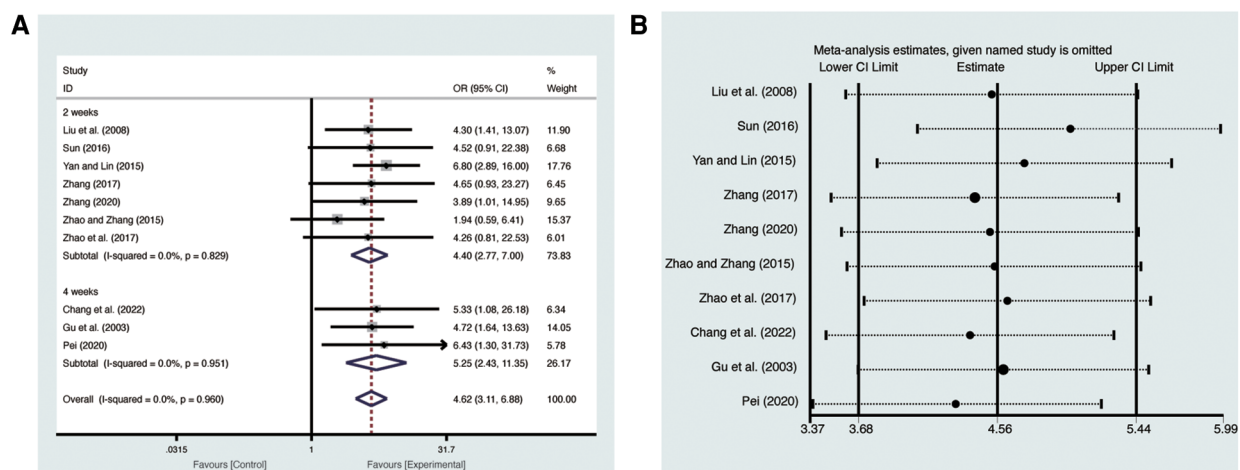 A
Study %
ID OR (95% CI) Weight
2 weeks
Liu et al. (2008) 4.30 (1.41, 13.07) 11.90
Sun (2016) 4.52 (0.91, 22.38) 6.68
Yan and Lin (2015) 6.80 (2.89, 16.00) 17.76
Zhang (2017) 4.65 (0.93, 23.27) 6.45
Zhang (2020) 3.89 (1.01, 14.95) 9.65
Zhao and Zhang (2015) 1.94 (0.59, 6.41) 15.37
Zhao et al. (2017) 4.26 (0.81, 22.53) 6.01
Subtotal (I-squared = 0.0%, p = 0.829) 4.40 (2.77, 7.00) 73.83
4 weeks
Chang et al. (2022) 5.33 (1.08, 26.18) 6.34
Gu et al. (2003) 4.72 (1.64, 13.63) 14.05
Pei (2020) 6.43 (1.30, 31.73) 5.78
Subtotal (I-squared = 0.0%, p = 0.951) 5.25 (2.43, 11.35) 26.17
Overall (I-squared = 0.0%, p = 0.960) 4.62 (3.11, 6.88) 100.00
.0315 1 31.7
Favours [Control] Favours [Experimental]
B
Meta-analysis estimates, given named study is omitted
Lower CI Limit Estimate Upper CI Limit
Liu et al. (2008)
Sun (2016)
Yan and Lin (2015)
Zhang (2017)
Zhang (2020)
Zhao and Zhang (2015)
Zhao et al. (2017)
Chang et al. (2022)
Gu et al. (2003)
Pei (2020)
3.37 3.68 4.56 5.44 5.99